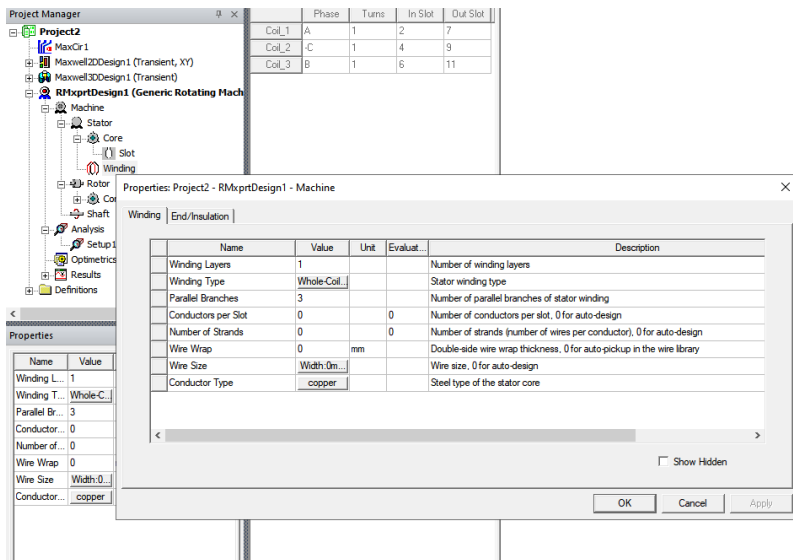 Project Manager
Project2
MaxCir1
Maxwell2DDesign1 (Transient, XY)
Maxwell3DDesign1 (Transient)
RMxprtDesign1 (Generic Rotating Mach
Machine
Stator
Core
Slot
Winding
Rotor
Co
Shaft
Analysis
Setup1
Optimetrics
Results
Definitions
Phase Turns In Slot Out Slot
Coil_1 A 1 2 7
Coil_2 -C 1 4 9
Coil_3 B 1 6 11
Properties
Name Value
Winding L... 1
Winding T... Whole-C...
Parallel Br... 3
Conductor... 0
Number of... 0
Wire Wrap 0
Wire Size Width:0...
Conductor... copper
Properties: Project2 - RMxprtDesign1 - Machine
Winding End/Insulation
Name Value Unit Evaluat... Description
Winding Layers 1 Number of winding layers
Winding Type Whole-Coil... Stator winding type
Parallel Branches 3 Number of parallel branches of stator winding
Conductors per Slot 0 0 Number of conductors per slot, 0 for auto-design
Number of Strands 0 0 Number of strands (number of wires per conductor), 0 for auto-design
Wire Wrap 0 mm Double-side wire wrap thickness, 0 for auto-pickup in the wire library
Wire Size Width:0m... Wire size, 0 for auto-design
Conductor Type copper Steel type of the stator core
Show Hidden
OK Cancel Apply